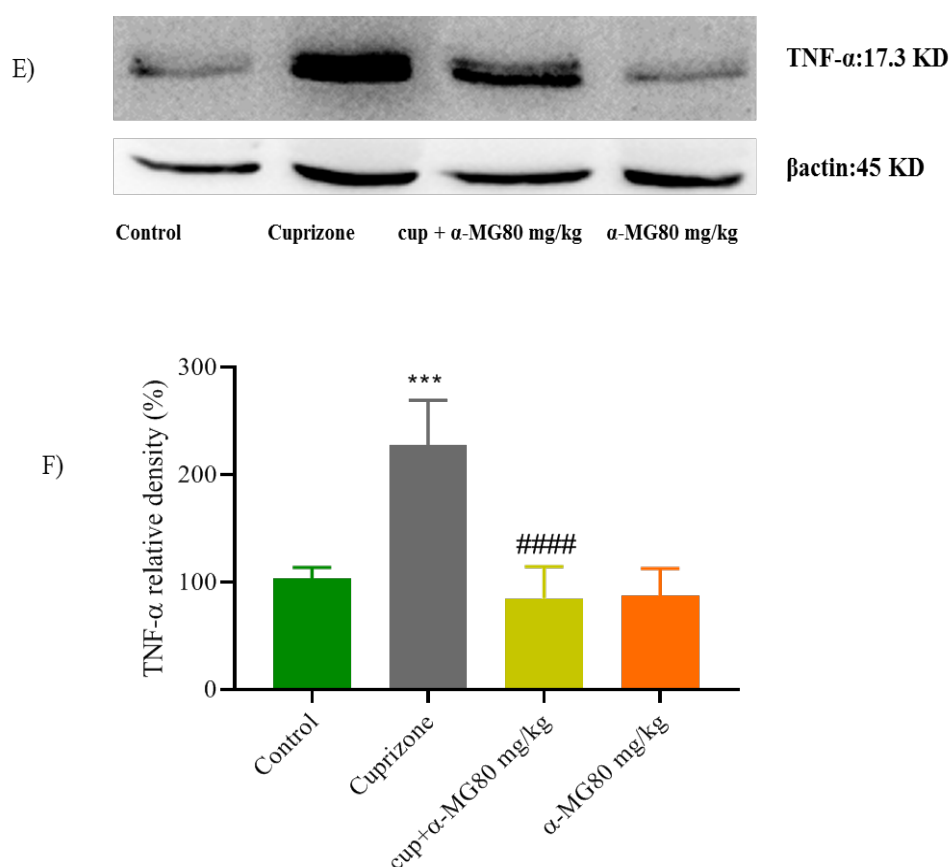 E)
TNF-α:17.3 KD
βactin:45 KD
Control Cuprizone cup + α-MG80 mg/kg α-MG80 mg/kg
F)
TNF-α relative density (%)
300
200
100
0
***
####
Control
Cuprizone
cup+α-MG80 mg/kg
α-MG80 mg/kg